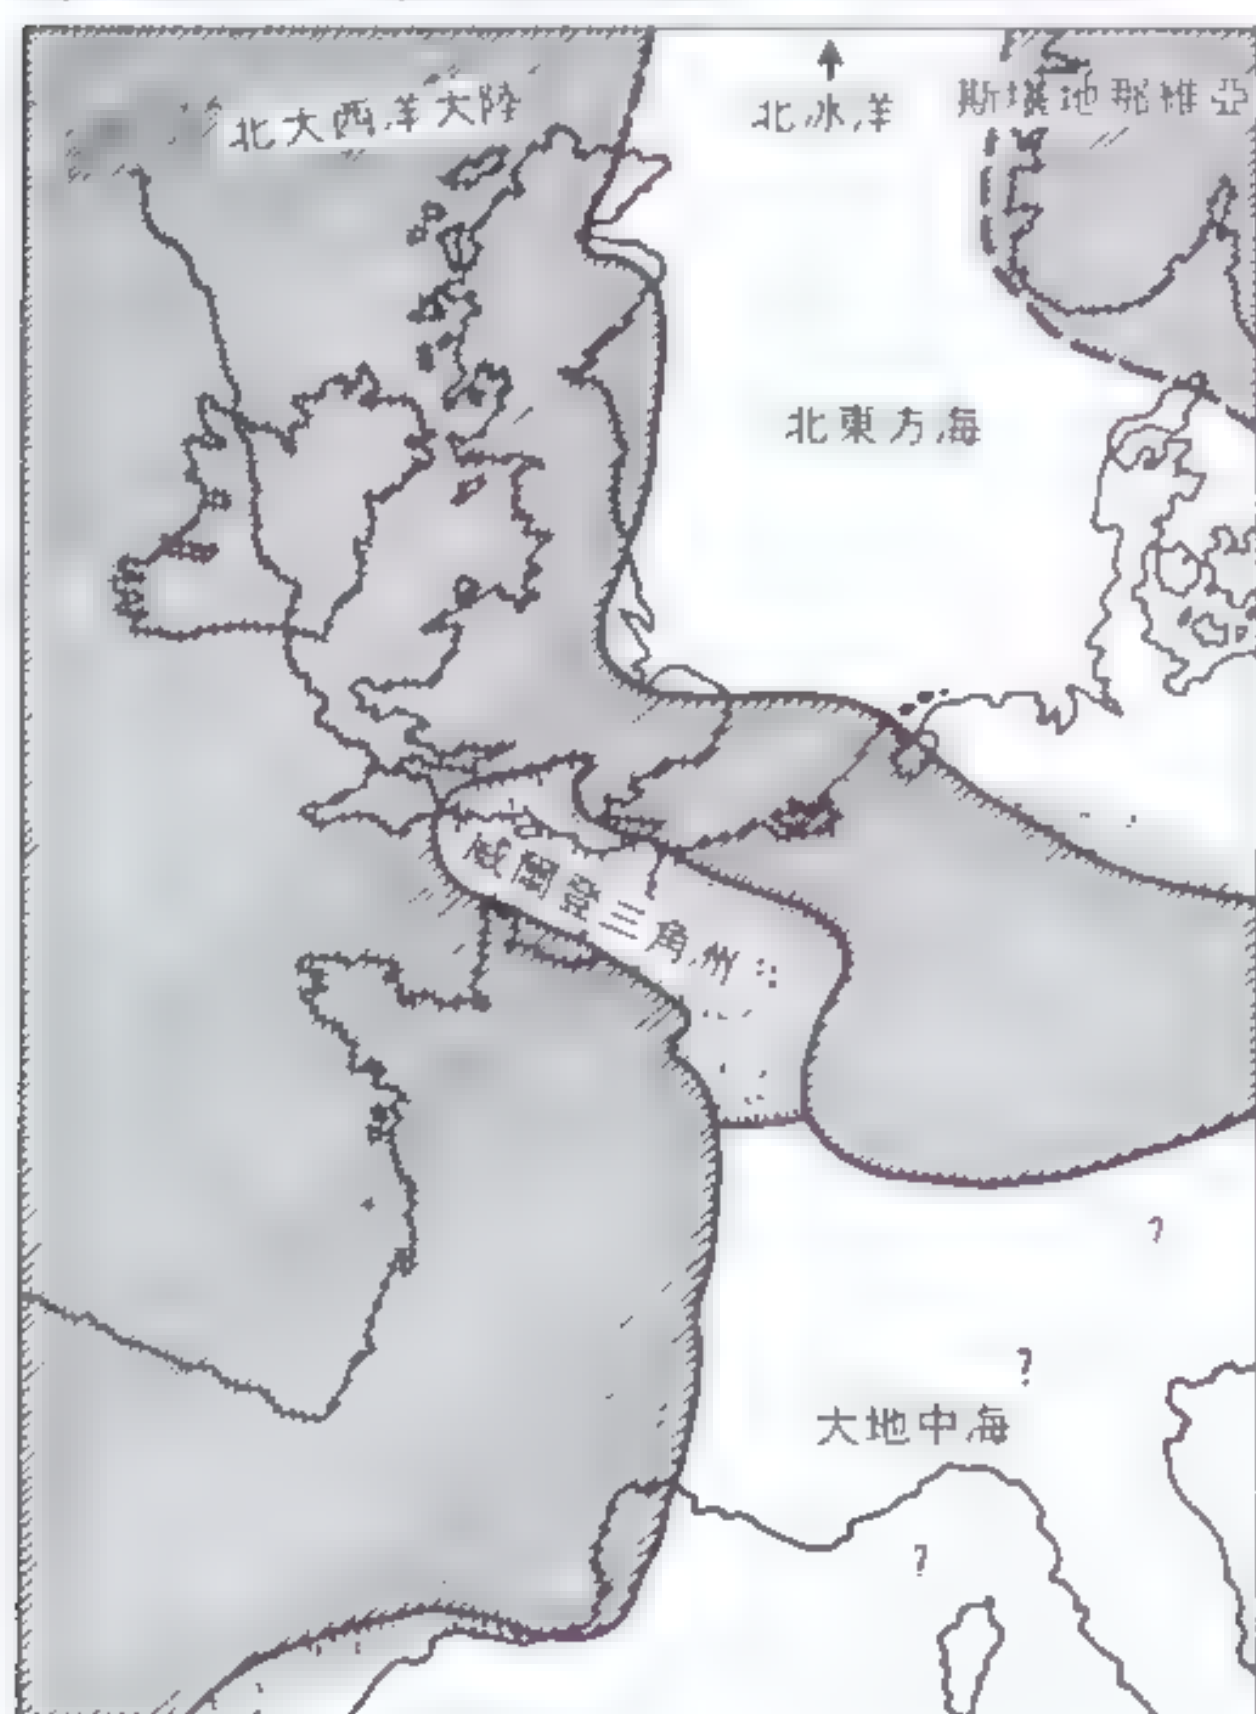 北大西洋大陸
北冰洋
斯堪地那維亞
北東方海
威爾登三角州
?
?
大地中海
?